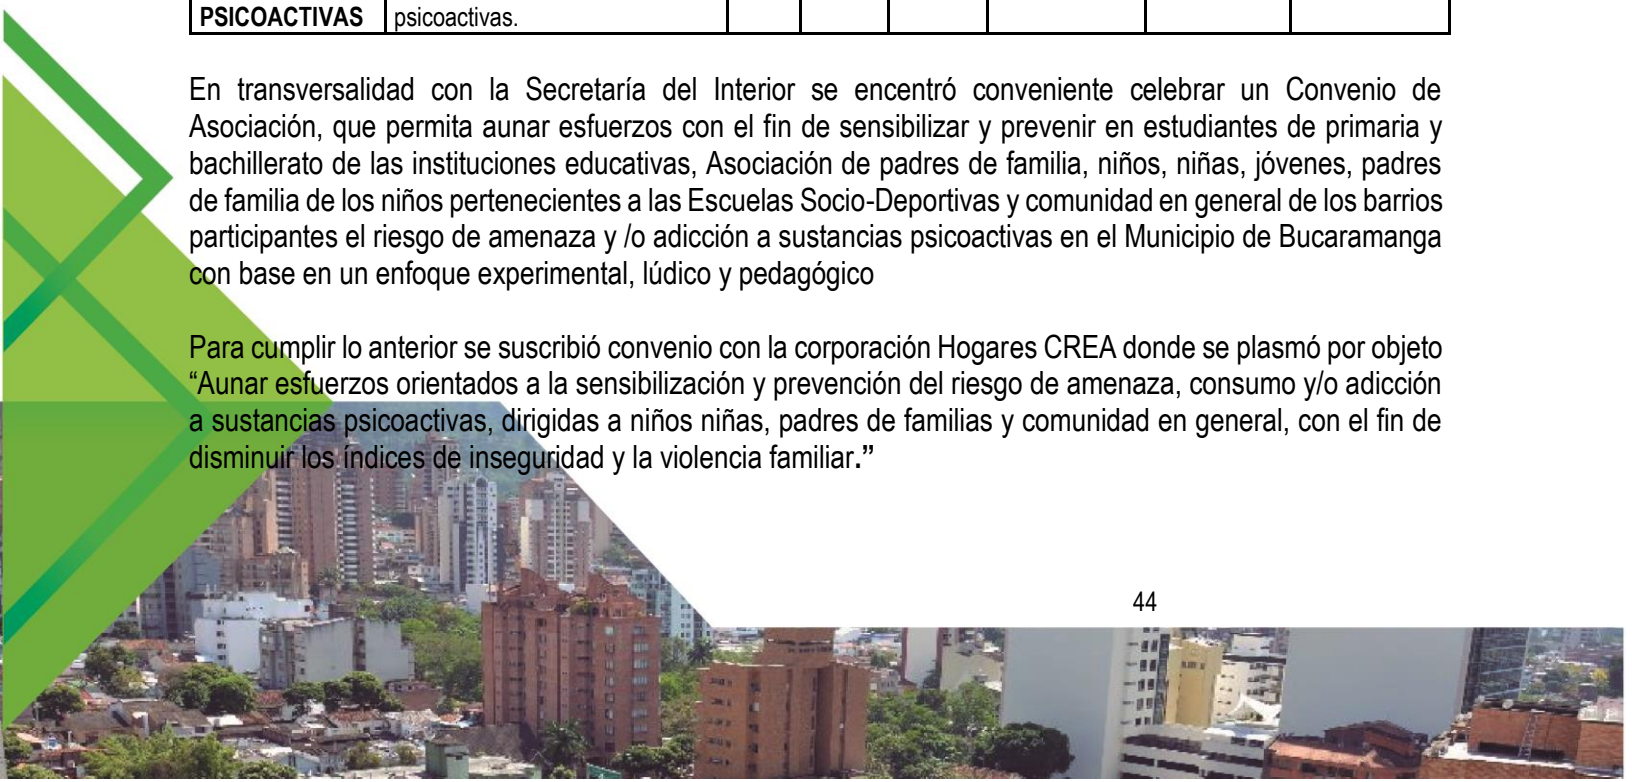 PSICOACTIVAS psicoactivas.
En transversalidad con la Secretaría del Interior se encentró conveniente celebrar un Convenio de
Asociación, que permita aunar esfuerzos con el fin de sensibilizar y prevenir en estudiantes de primaria y
bachillerato de las instituciones educativas, Asociación de padres de familia, niños, niñas, jóvenes, padres
de familia de los niños pertenecientes a las Escuelas Socio-Deportivas y comunidad en general de los barrios
participantes el riesgo de amenaza y /o adicción a sustancias psicoactivas en el Municipio de Bucaramanga
con base en un enfoque experimental, lúdico y pedagógico
Para cumplir lo anterior se suscribió convenio con la corporación Hogares CREA donde se plasmó por objeto
“Aunar esfuerzos orientados a la sensibilización y prevención del riesgo de amenaza, consumo y/o adicción
a sustancias psicoactivas, dirigidas a niños niñas, padres de familias y comunidad en general, con el fin de
disminuir los índices de inseguridad y la violencia familiar.”
44